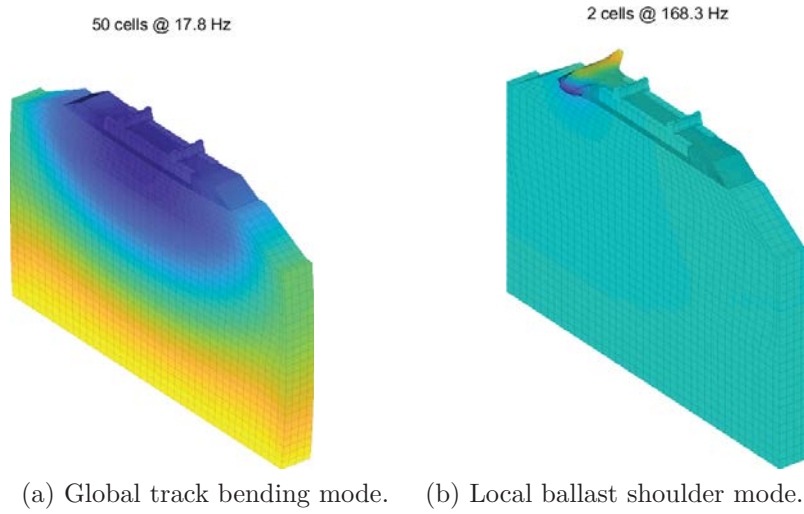 50 cells @ 17.8 Hz
2 cells @ 168.3 Hz
(a) Global track bending mode.
(b) Local ballast shoulder mode.